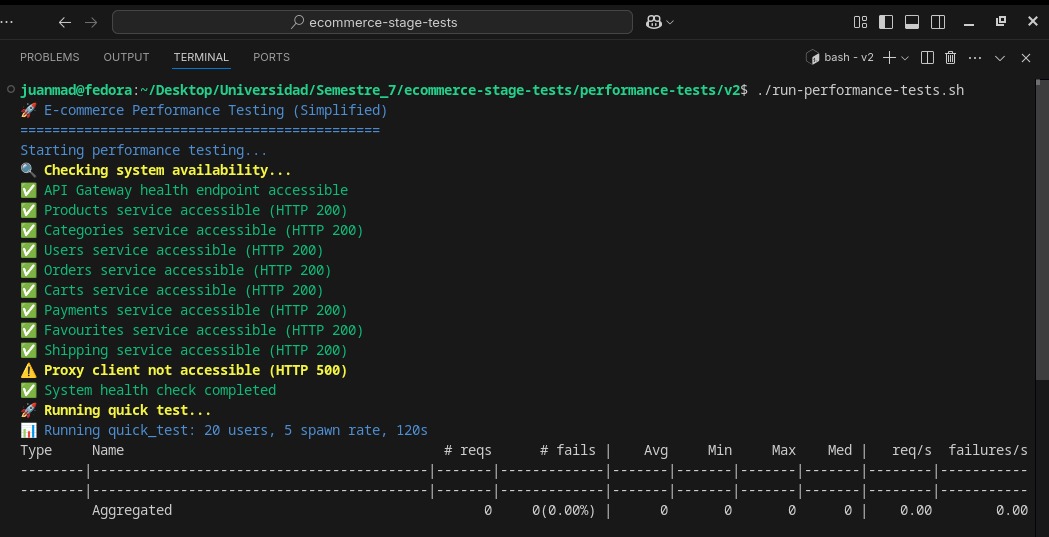 ecommerce-stage-tests
PROBLEMS OUTPUT TERMINAL PORTS bash - v2
juanmad@fedora:~/Desktop/Universidad/Semestre_7/ecommerce-stage-tests/performance-tests/v2$ ./run-performance-tests.sh
🚀 E-commerce Performance Testing (Simplified)
=============================================
Starting performance testing...
🔍 Checking system availability...
✅ API Gateway health endpoint accessible
✅ Products service accessible (HTTP 200)
✅ Categories service accessible (HTTP 200)
✅ Users service accessible (HTTP 200)
✅ Orders service accessible (HTTP 200)
✅ Carts service accessible (HTTP 200)
✅ Payments service accessible (HTTP 200)
✅ Favourites service accessible (HTTP 200)
✅ Shipping service accessible (HTTP 200)
⚠️ Proxy client not accessible (HTTP 500)
✅ System health check completed
🚀 Running quick test...
📊 Running quick_test: 20 users, 5 spawn rate, 120s
Type     Name                                          # reqs      # fails |    Avg     Min     Max    Med |   req/s  failures/s
--------|------------------------------------------|-------|-------------|-------|-------|-------|-------|--------|-----------
--------|------------------------------------------|-------|-------------|-------|-------|-------|-------|--------|-----------
         Aggregated                                       0     0(0.00%) |      0       0       0      0 |    0.00        0.00